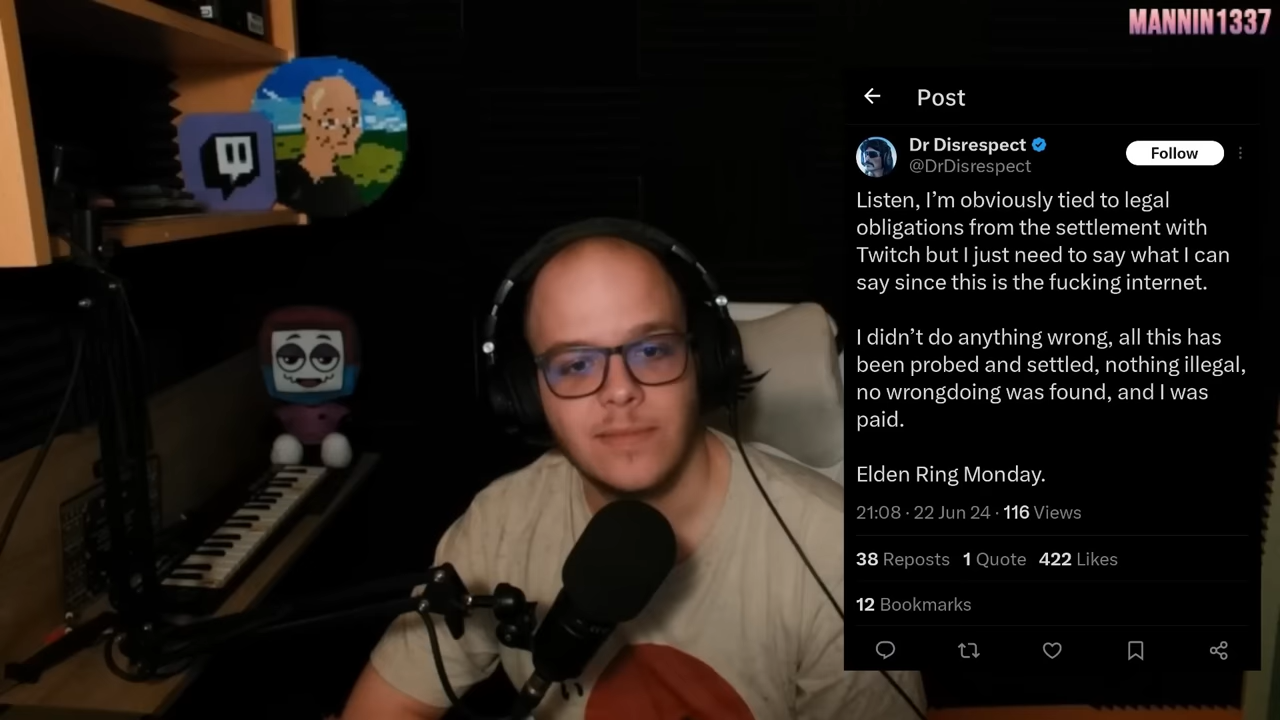 MANNIN1337
Post
Dr Disrespect
@DrDisrespect
Follow
Listen, I’m obviously tied to legal
obligations from the settlement with
Twitch but I just need to say what I can
say since this is the fucking internet.
I didn’t do anything wrong, all this has
been probed and settled, nothing illegal,
no wrongdoing was found, and I was
paid.
Elden Ring Monday.
21:08 · 22 Jun 24 · 116 Views
38 Reposts 1 Quote 422 Likes
12 Bookmarks